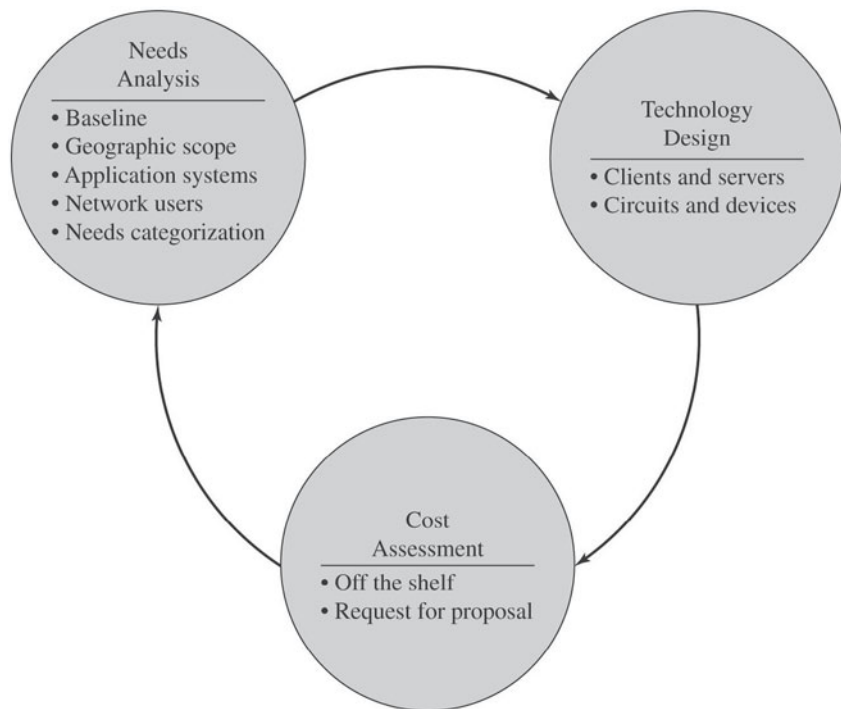 Needs
Analysis
• Baseline
• Geographic scope
• Application systems
• Network users
• Needs categorization
Technology
Design
• Clients and servers
• Circuits and devices
Cost
Assessment
• Off the shelf
• Request for proposal